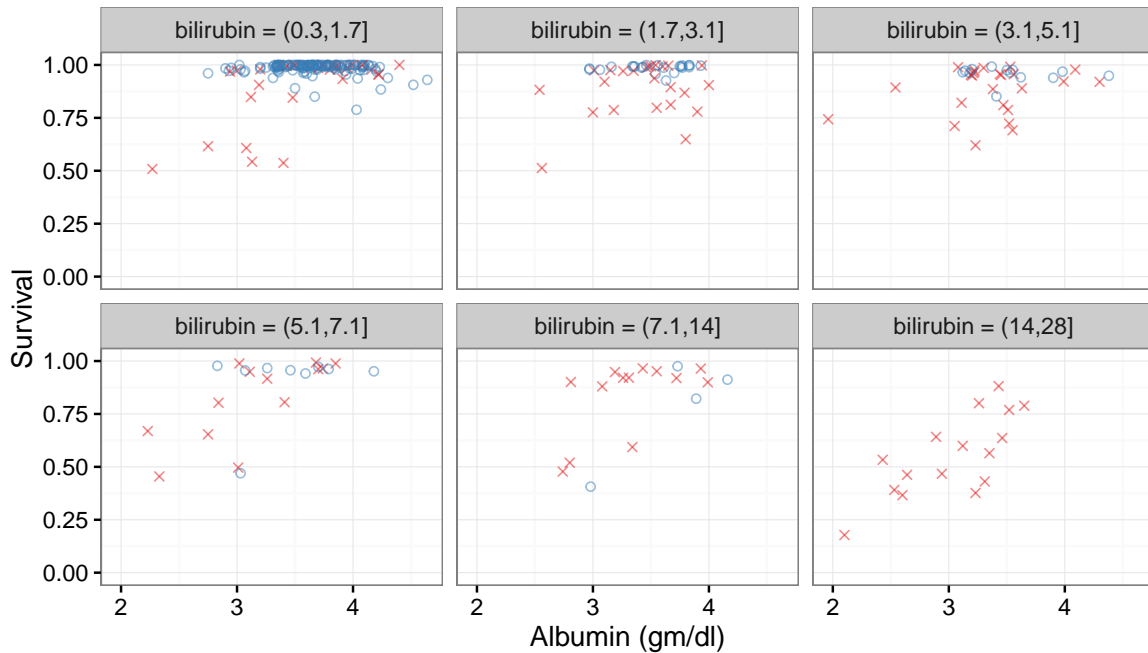 bilirubin = (0.3,1.7]
bilirubin = (1.7,3.1]
bilirubin = (3.1,5.1]
1.00
0.75
0.50
0.25
0.00
Survival
bilirubin = (5.1,7.1]
bilirubin = (7.1,14]
bilirubin = (14,28]
1.00
0.75
0.50
0.25
0.00
2 3 4
2 3 4
2 3 4
Albumin (gm/dl)